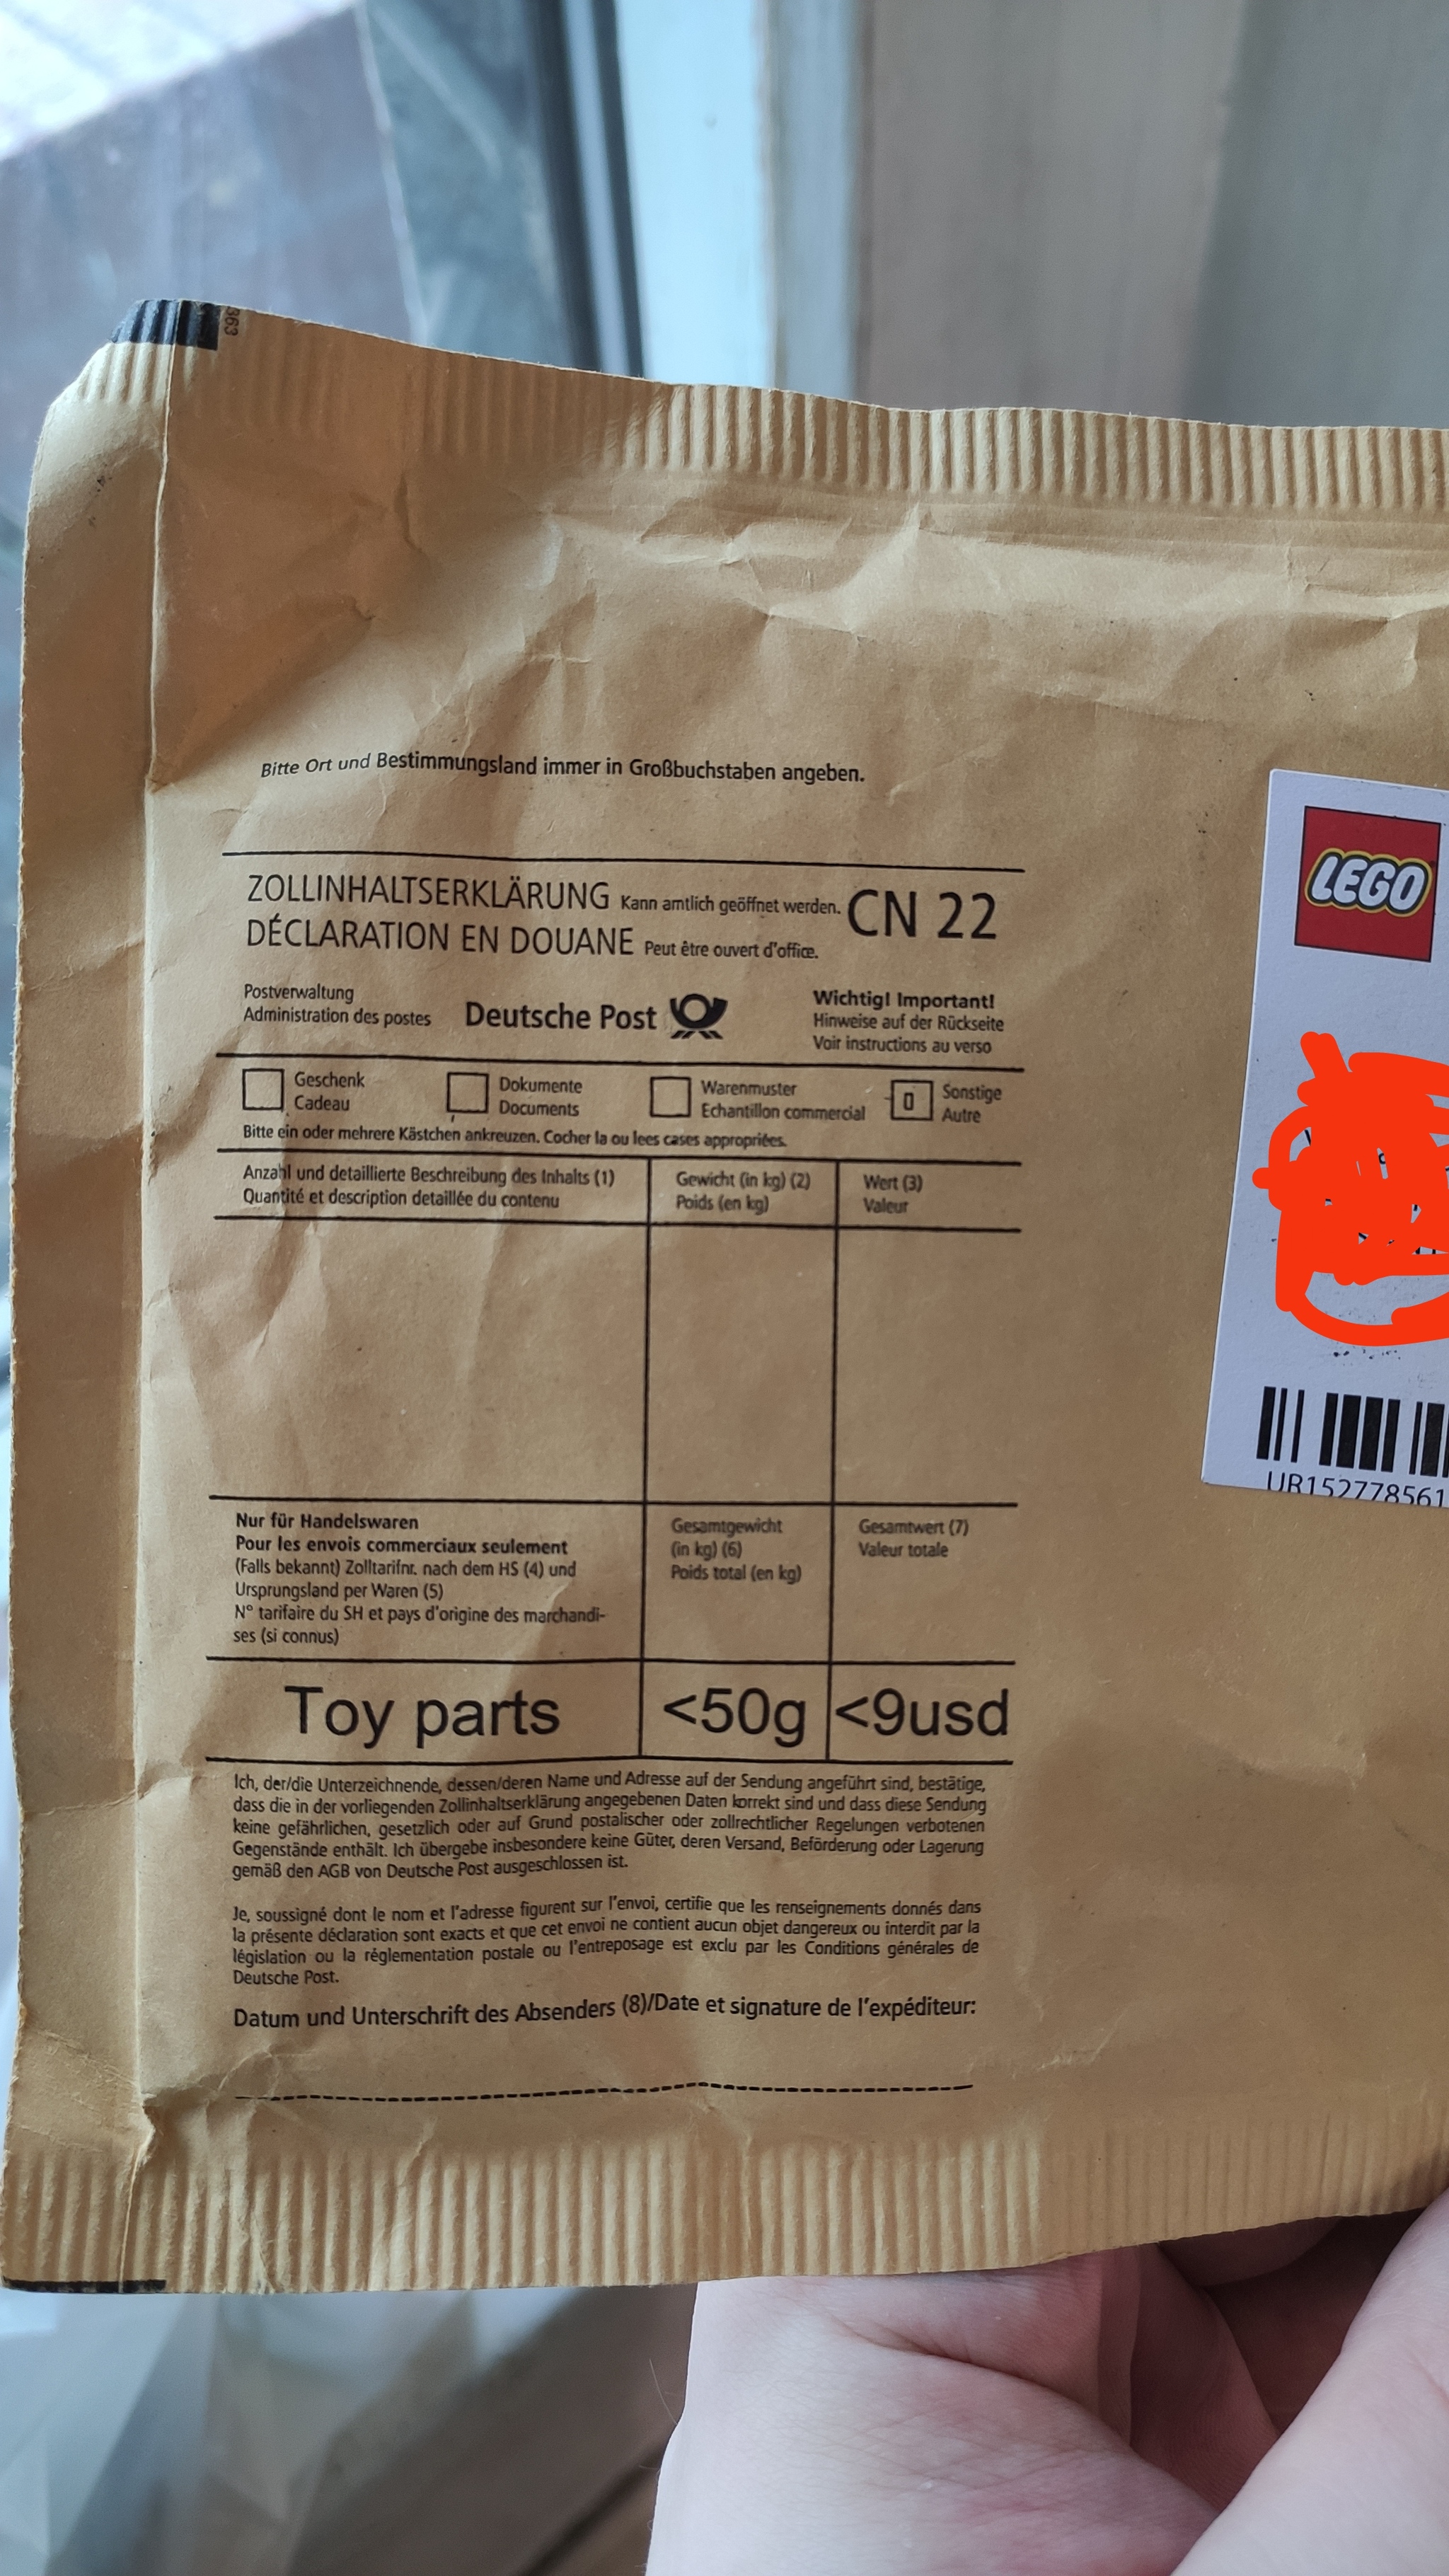 363
Bitte Ort und Bestimmungsland immer in Großbuchstaben angeben.
ZOLLINHALTSERKLÄRUNG Kann amtlich geöffnet werden. CN 22
DÉCLARATION EN DOUANE Peut être ouvert d'office.
Postverwaltung
Administration des postes
Deutsche Post
Wichtig! Important!
Hinweise auf der Rückseite
Voir instructions au verso
Geschenk
Cadeau
Dokumente
Documents
Warenmuster
Echantillon commercial
Sonstige
Autre
Bitte ein oder mehrere Kästchen ankreuzen. Cocher la ou lees cases appropriées.
Anzahl und detaillierte Beschreibung des Inhalts (1)
Quantité et description detaillée du contenu
Gewicht (in kg) (2)
Poids (en kg)
Wert (3)
Valeur
Nur für Handelswaren
Pour les envois commerciaux seulement
(Falls bekannt) Zolltarifnr. nach dem HS (4) und
Ursprungsland per Waren (5)
N° tarifaire du SH et pays d'origine des marchandi-
ses (si connus)
Gesamtgewicht
(in kg) (6)
Poids total (en kg)
Gesamtwert (7)
Valeur totale
Toy parts <50g <9usd
Ich, der/die Unterzeichnende, dessen/deren Name und Adresse auf der Sendung angeführt sind, bestätige,
dass die in der vorliegenden Zollinhaltserklärung angegebenen Daten korrekt sind und dass diese Sendung
keine gefährlichen, gesetzlich oder auf Grund postalischer oder zollrechtlicher Regelungen verbotenen
Gegenstände enthält. Ich übergebe insbesondere keine Güter, deren Versand, Beförderung oder Lagerung
gemäß den AGB von Deutsche Post ausgeschlossen ist.
Je, soussigné dont le nom et l'adresse figurent sur l'envoi, certifie que les renseignements donnés dans
la présente déclaration sont exacts et que cet envoi ne contient aucun objet dangereux ou interdit par la
législation ou la réglementation postale ou l'entreposage est exclu par les Conditions générales de
Deutsche Post.
Datum und Unterschrift des Absenders (8)/Date et signature de l'expéditeur:
LEGO
UR152778561